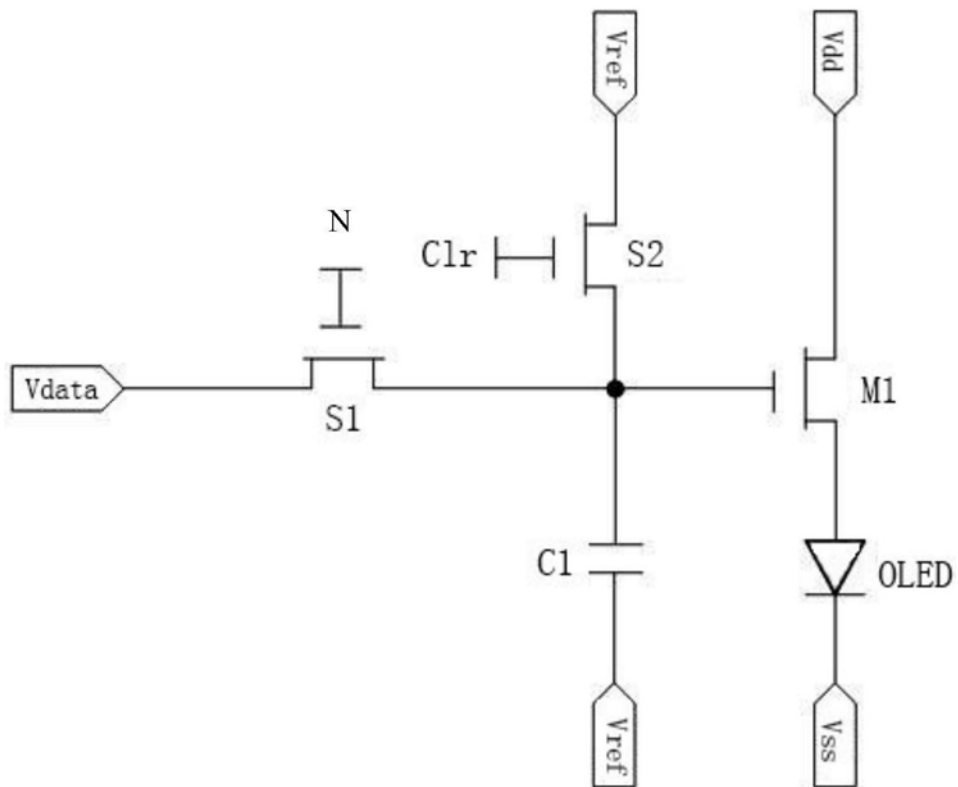 Vref
Vdd
N
Clr
S2
Vdata
S1
M1
C1
OLED
Vref
Vss